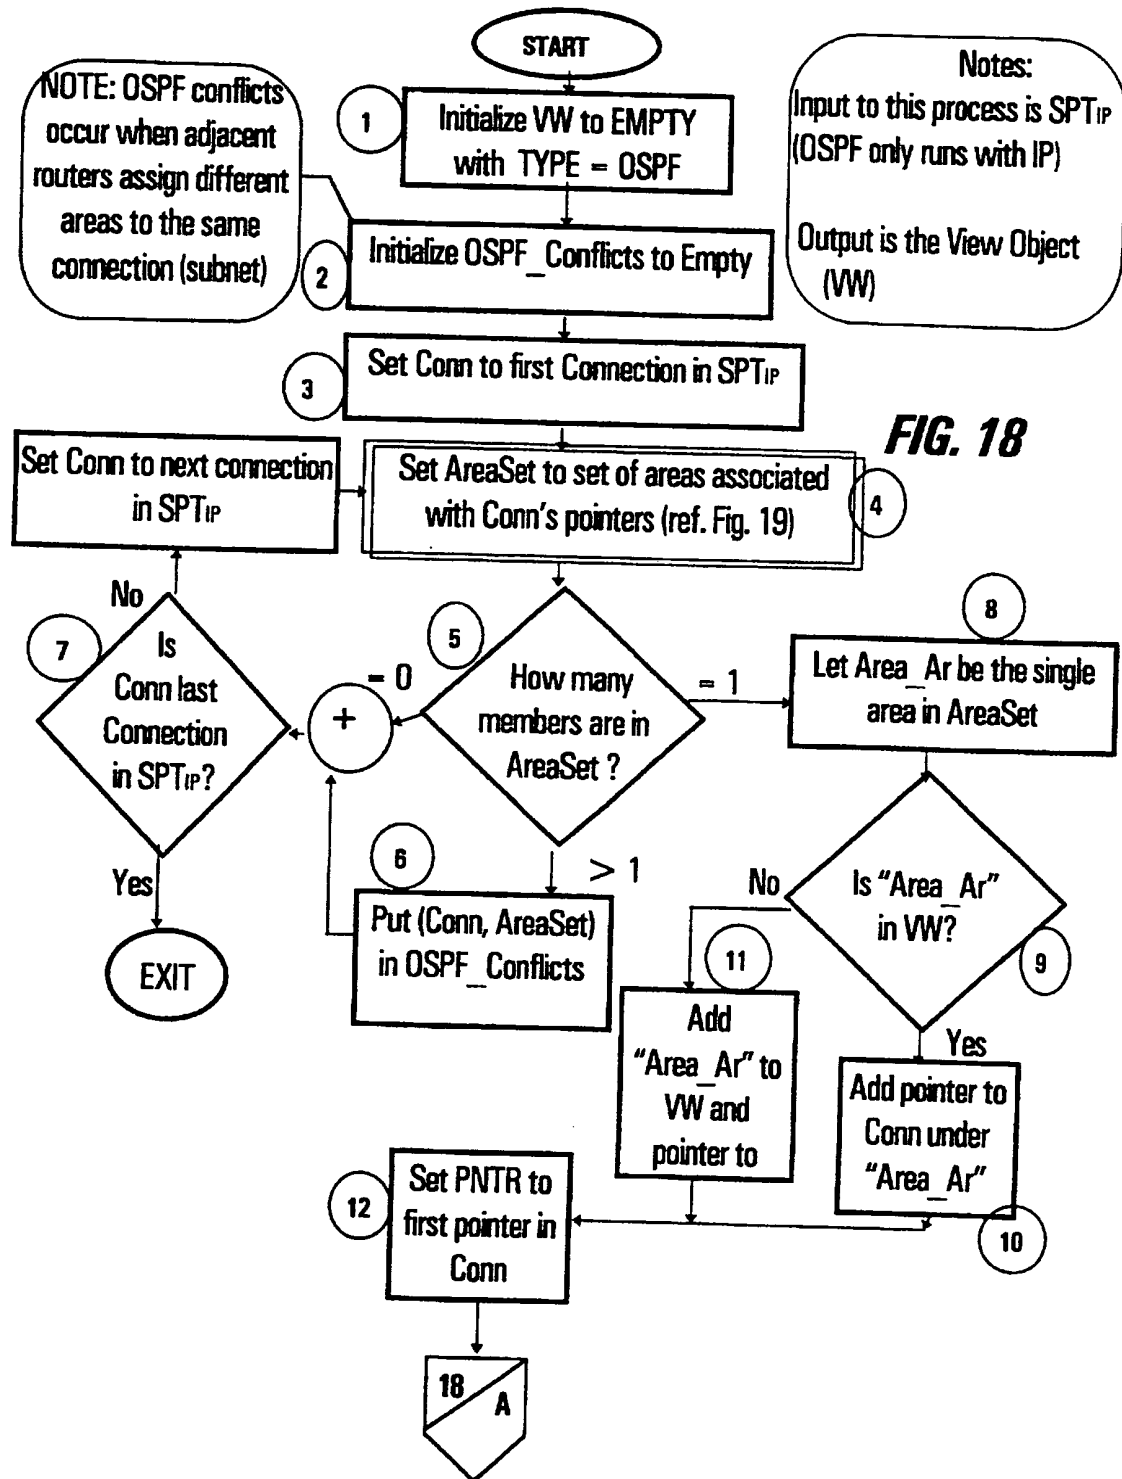 START
NOTE: OSPF conflicts
occur when adjacent
routers assign different
areas to the same
connection (subnet)
Notes:
Input to this process is SPTIP
(OSPF only runs with IP)
Output is the View Object
(VW)
1
Initialize VW to EMPTY
with TYPE = OSPF
2
Initialize OSPF_Conflicts to Empty
3
Set Conn to first Connection in SPTIP
FIG. 18
Set Conn to next connection
in SPTIP
Set AreaSet to set of areas associated
with Conn's pointers (ref. Fig. 19)
4
No
7
Is
Conn last
Connection
in SPTIP?
Yes
EXIT
+
= 0
5
How many
members are in
AreaSet ?
= 1
> 1
8
Let Area_Ar be the single
area in AreaSet
6
Put (Conn, AreaSet)
in OSPF_Conflicts
No
Is "Area_Ar"
in VW?
9
Yes
11
Add
"Area_Ar" to
VW and
pointer to
Add pointer to
Conn under
"Area_Ar"
10
12
Set PNTR to
first pointer in
Conn
18
A